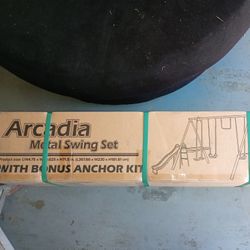 Arcadia
Metal Swing Set
WITH BONUS ANCHOR KIT